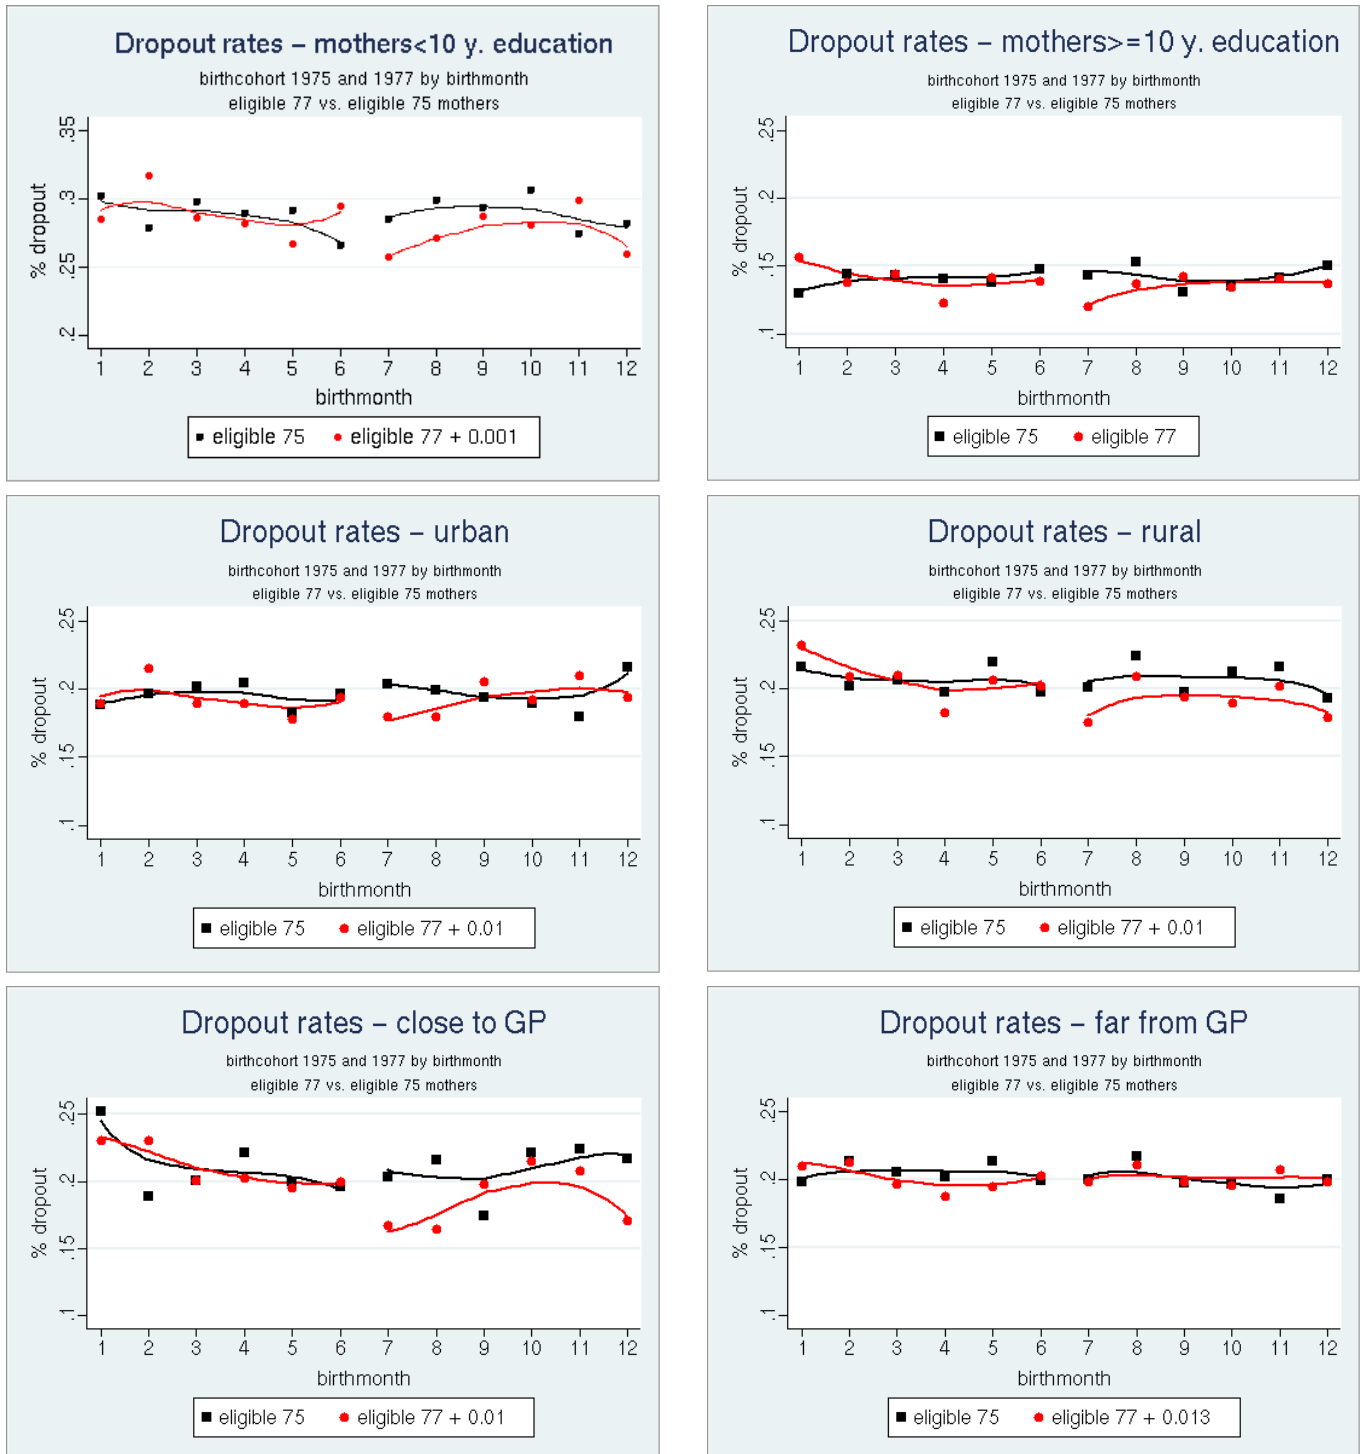 Dropout rates – mothers<10 y. education
birthcohort 1975 and 1977 by birthmonth
eligible 77 vs. eligible 75 mothers
% dropout
.35
.3
.25
.2
1 2 3 4 5 6 7 8 9 10 11 12
birthmonth
eligible 75 eligible 77 + 0.001
Dropout rates – mothers>=10 y. education
birthcohort 1975 and 1977 by birthmonth
eligible 77 vs. eligible 75 mothers
% dropout
.25
.2
.15
.1
1 2 3 4 5 6 7 8 9 10 11 12
birthmonth
eligible 75 eligible 77
Dropout rates – urban
birthcohort 1975 and 1977 by birthmonth
eligible 77 vs. eligible 75 mothers
% dropout
.25
.2
.15
.1
1 2 3 4 5 6 7 8 9 10 11 12
birthmonth
eligible 75 eligible 77 + 0.01
Dropout rates – rural
birthcohort 1975 and 1977 by birthmonth
eligible 77 vs. eligible 75 mothers
% dropout
.25
.2
.15
.1
1 2 3 4 5 6 7 8 9 10 11 12
birthmonth
eligible 75 eligible 77 + 0.01
Dropout rates – close to GP
birthcohort 1975 and 1977 by birthmonth
eligible 77 vs. eligible 75 mothers
% dropout
.25
.2
.15
.1
1 2 3 4 5 6 7 8 9 10 11 12
birthmonth
eligible 75 eligible 77 + 0.01
Dropout rates – far from GP
birthcohort 1975 and 1977 by birthmonth
eligible 77 vs. eligible 75 mothers
% dropout
.25
.2
.15
.1
1 2 3 4 5 6 7 8 9 10 11 12
birthmonth
eligible 75 eligible 77 + 0.013